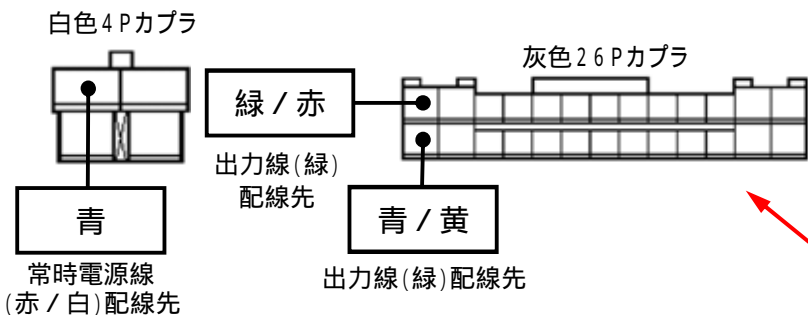 白色4Pカプラ
灰色26Pカプラ
緑/赤
出力線(緑)
配線先
青
青/黄
常時電源線
(赤/白)配線先
出力線(緑)配線先